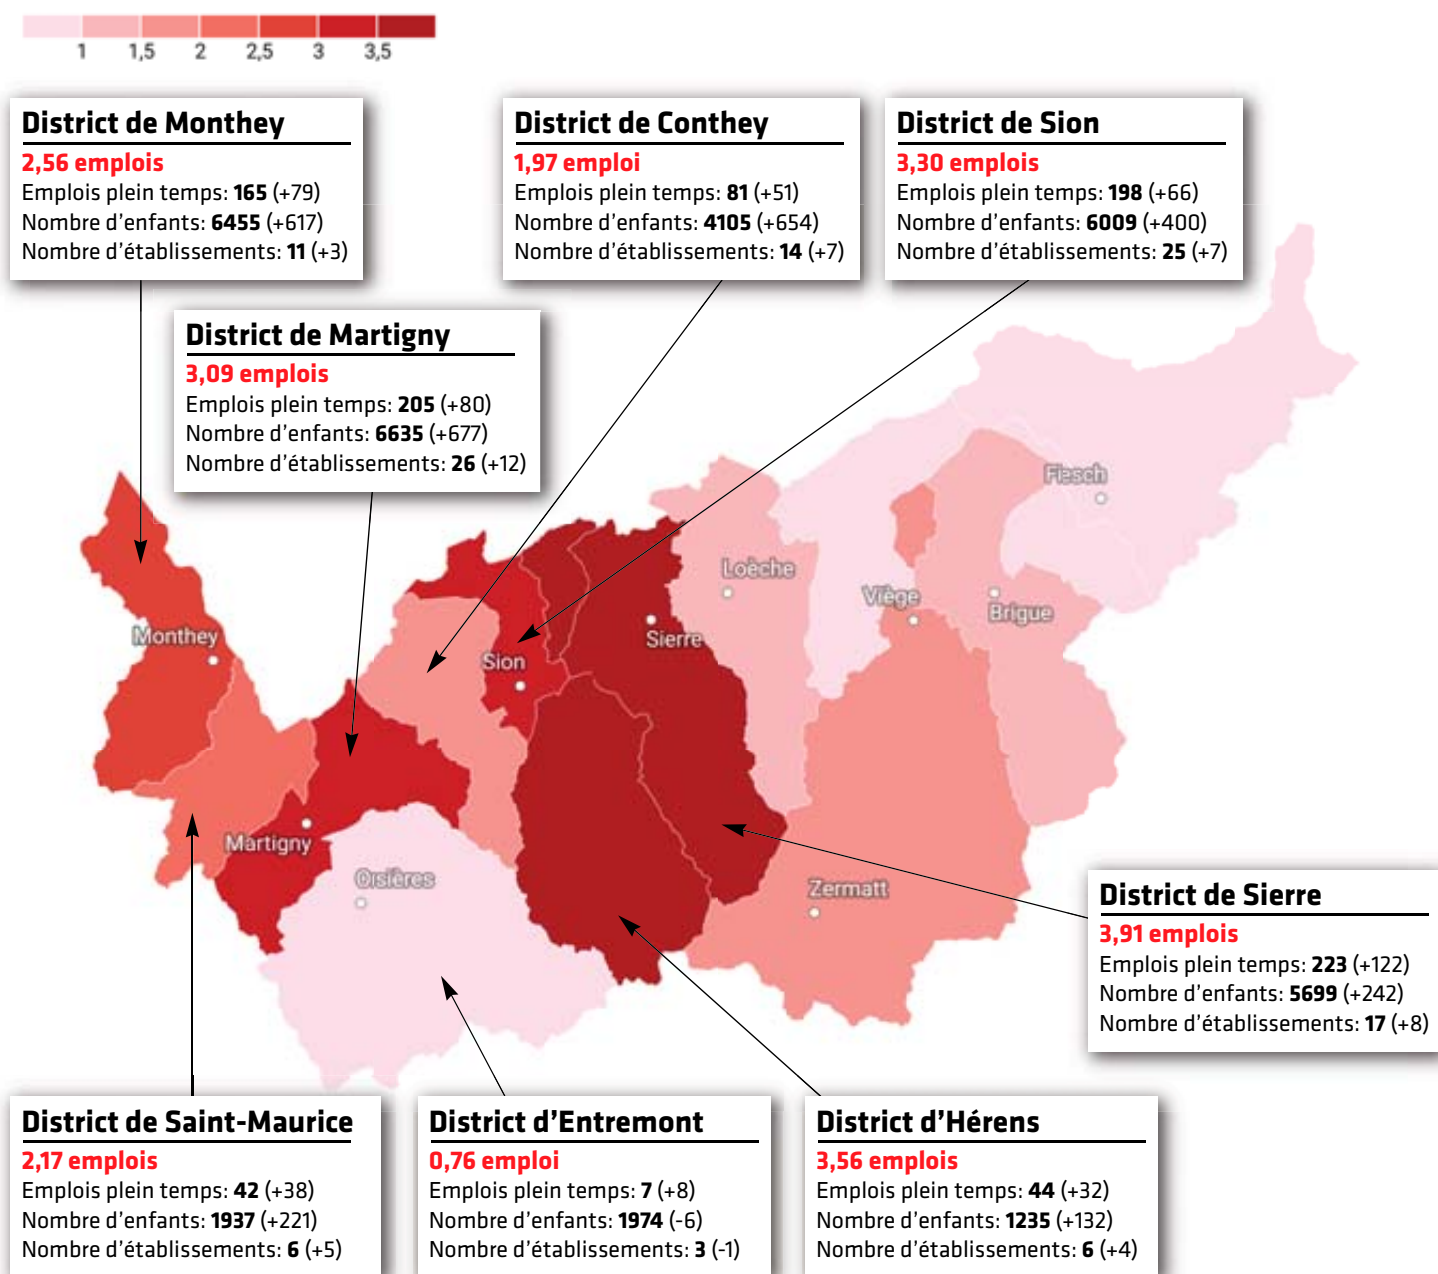 1 1,5 2 2,5 3 3,5
District de Monthey
2,56 emplois
Emplois plein temps: 165 (+79)
Nombre d’enfants: 6455 (+617)
Nombre d’établissements: 11 (+3)
District de Conthey
1,97 emploi
Emplois plein temps: 81 (+51)
Nombre d’enfants: 4105 (+654)
Nombre d’établissements: 14 (+7)
District de Sion
3,30 emplois
Emplois plein temps: 198 (+66)
Nombre d’enfants: 6009 (+400)
Nombre d’établissements: 25 (+7)
District de Martigny
3,09 emplois
Emplois plein temps: 205 (+80)
Nombre d’enfants: 6635 (+677)
Nombre d’établissements: 26 (+12)
Fiesch
Loèche
Viège
Brigue
Monthey
Sierre
Sion
Martigny
Orsières
Zermatt
District de Sierre
3,91 emplois
Emplois plein temps: 223 (+122)
Nombre d’enfants: 5699 (+242)
Nombre d’établissements: 17 (+8)
District de Saint-Maurice
2,17 emplois
Emplois plein temps: 42 (+38)
Nombre d’enfants: 1937 (+221)
Nombre d’établissements: 6 (+5)
District d’Entremont
0,76 emploi
Emplois plein temps: 7 (+8)
Nombre d’enfants: 1974 (-6)
Nombre d’établissements: 3 (-1)
District d’Hérens
3,56 emplois
Emplois plein temps: 44 (+32)
Nombre d’enfants: 1235 (+132)
Nombre d’établissements: 6 (+4)